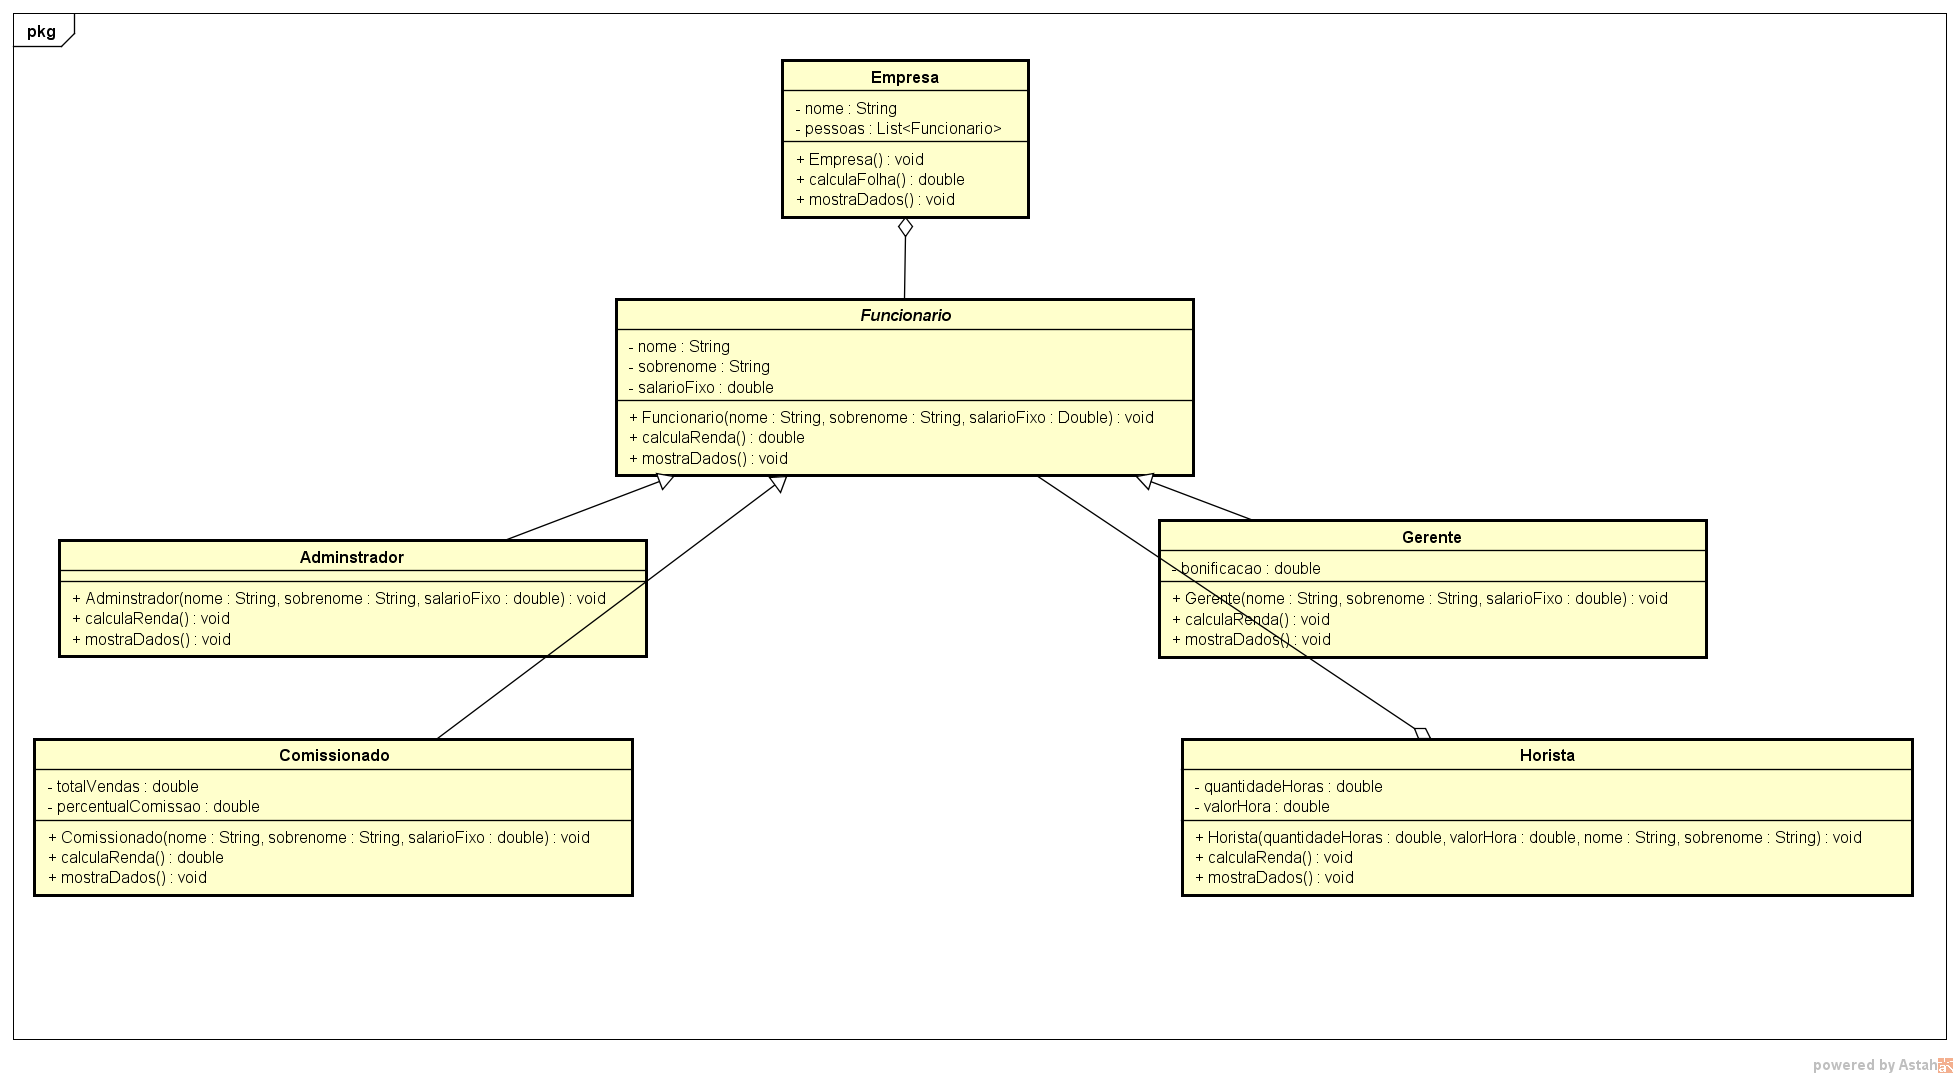 pkg
Empresa
- nome : String
- pessoas : List<Funcionario>
+ Empresa() : void
+ calculaFolha() : double
+ mostraDados() : void
Funcionario
- nome : String
- sobrenome : String
- salarioFixo : double
+ Funcionario(nome : String, sobrenome : String, salarioFixo : Double) : void
+ calculaRenda() : double
+ mostraDados() : void
Adminstrador
+ Adminstrador(nome : String, sobrenome : String, salarioFixo : double) : void
+ calculaRenda() : void
+ mostraDados() : void
Gerente
- bonificacao : double
+ Gerente(nome : String, sobrenome : String, salarioFixo : double) : void
+ calculaRenda() : void
+ mostraDados() : void
Comissionado
- totalVendas : double
- percentualComissao : double
+ Comissionado(nome : String, sobrenome : String, salarioFixo : double) : void
+ calculaRenda() : double
+ mostraDados() : void
Horista
- quantidadeHoras : double
- valorHora : double
+ Horista(quantidadeHoras : double, valorHora : double, nome : String, sobrenome : String) : void
+ calculaRenda() : void
+ mostraDados() : void
powered by Astah